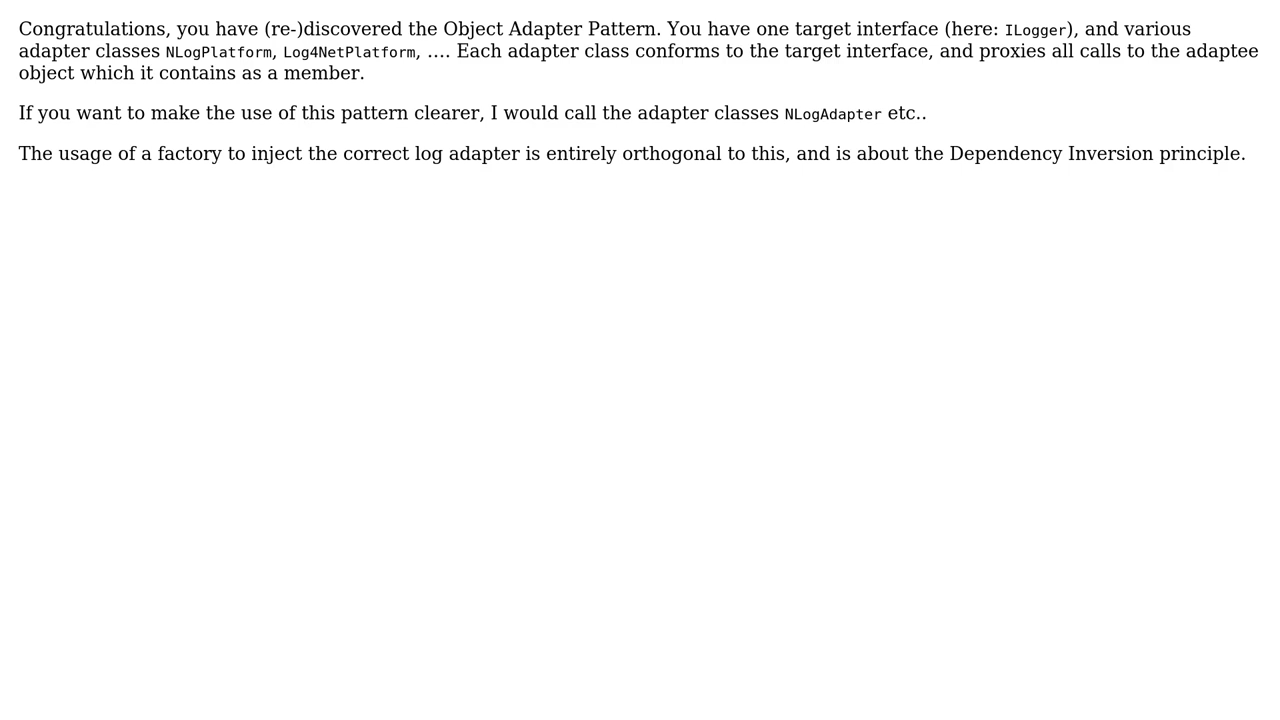 Congratulations, you have (re-)discovered the Object Adapter Pattern. You have one target interface (here: ILogger), and various
adapter classes NLogPlatform, Log4NetPlatform, …. Each adapter class conforms to the target interface, and proxies all calls to the adaptee
object which it contains as a member.
If you want to make the use of this pattern clearer, I would call the adapter classes NLogAdapter etc..
The usage of a factory to inject the correct log adapter is entirely orthogonal to this, and is about the Dependency Inversion principle.